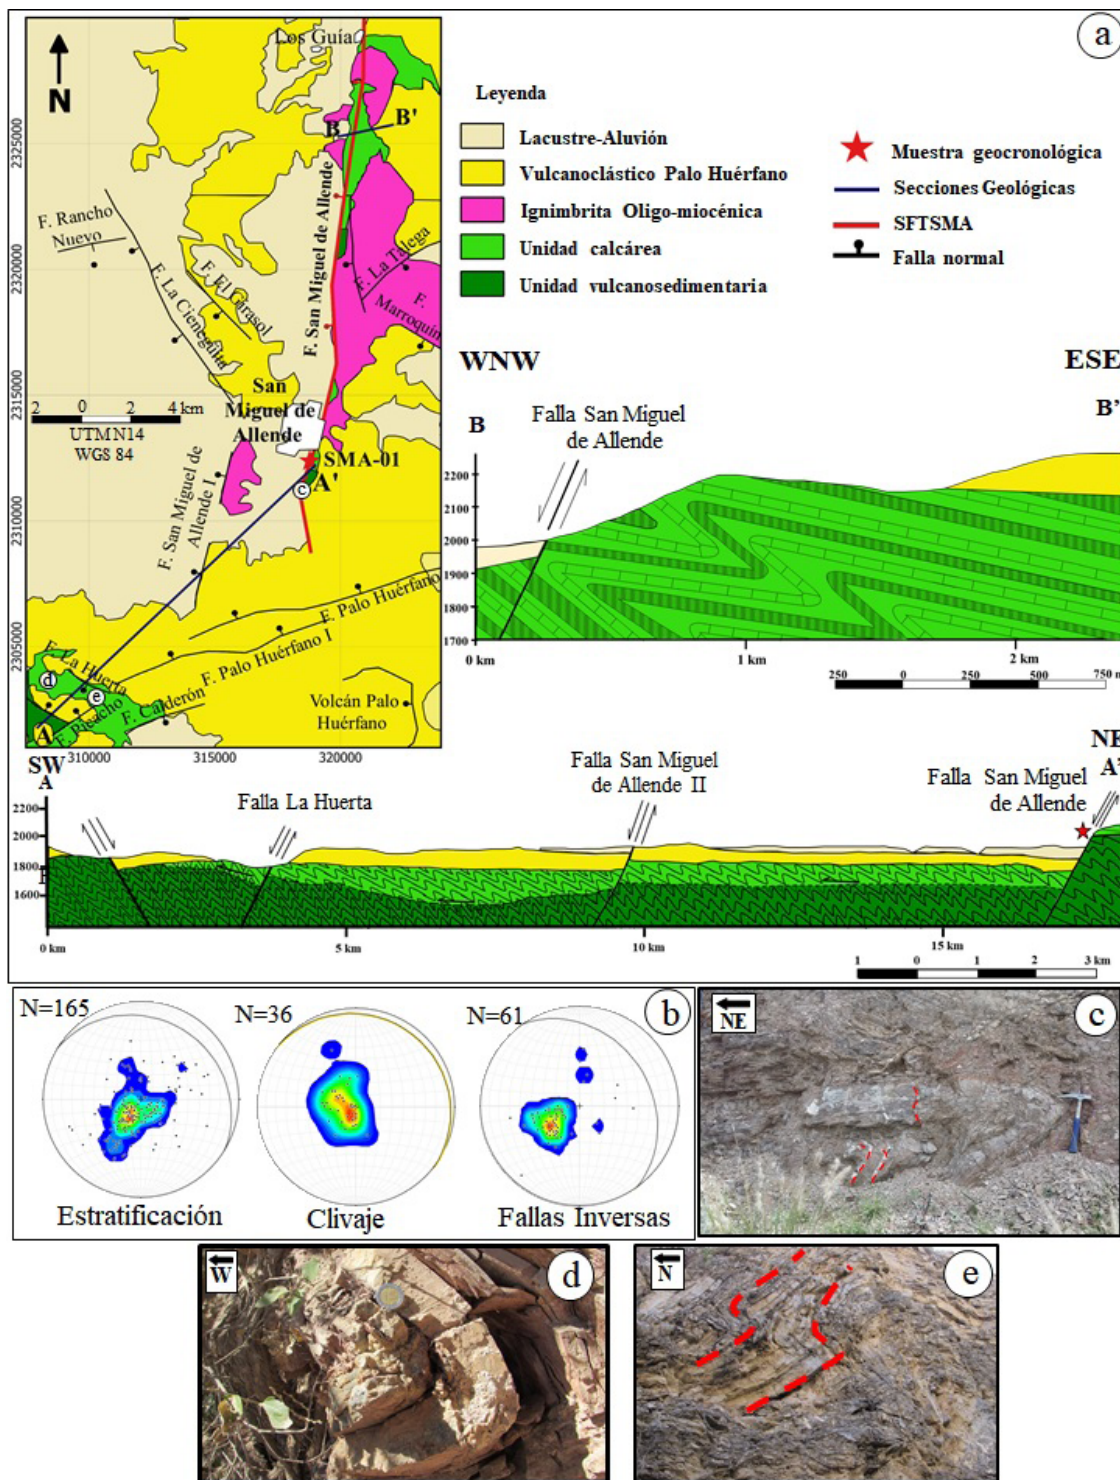 a
Los Guía
N
B
B'
F. Rancho
Nuevo
F. La Cieneguita
F. El Girasol
F. San Miguel de Allende
F. La Talega
F.
Marroquín
San
Miguel de
Allende
2 0 2 4 km
UTM N14
WGS 84
SMA-01
c
A'
F. San Miguel de
Allende I
F. Palo Huérfano
F. Palo Huérfano I
F. La Huerta
d
e
F. Picacho
F. Calderón
A
Volcán Palo
Huérfano
2325000
2320000
2315000
2310000
2305000
310000 315000 320000
Leyenda
Lacustre-Aluvión
Vulcanoclástico Palo Huérfano
Ignimbrita Oligo-miocénica
Unidad calcárea
Unidad vulcanosedimentaria
Muestra geocronológica
Secciones Geológicas
SFTSMA
Falla normal
WNW
ESE
B
B'
Falla San Miguel
de Allende
2200
2100
2000
1900
1800
1700
0 km 1 km 2 km
250 0 250 500 750 m
SW
A
NE
A'
Falla La Huerta
Falla San Miguel
de Allende II
Falla San Miguel
de Allende
2200
2000
1800
1600
0 km 5 km 10 km 15 km
1 0 1 2 3 km
b
N=165
N=36
N=61
Estratificación
Clivaje
Fallas Inversas
NE
c
W
d
N
e